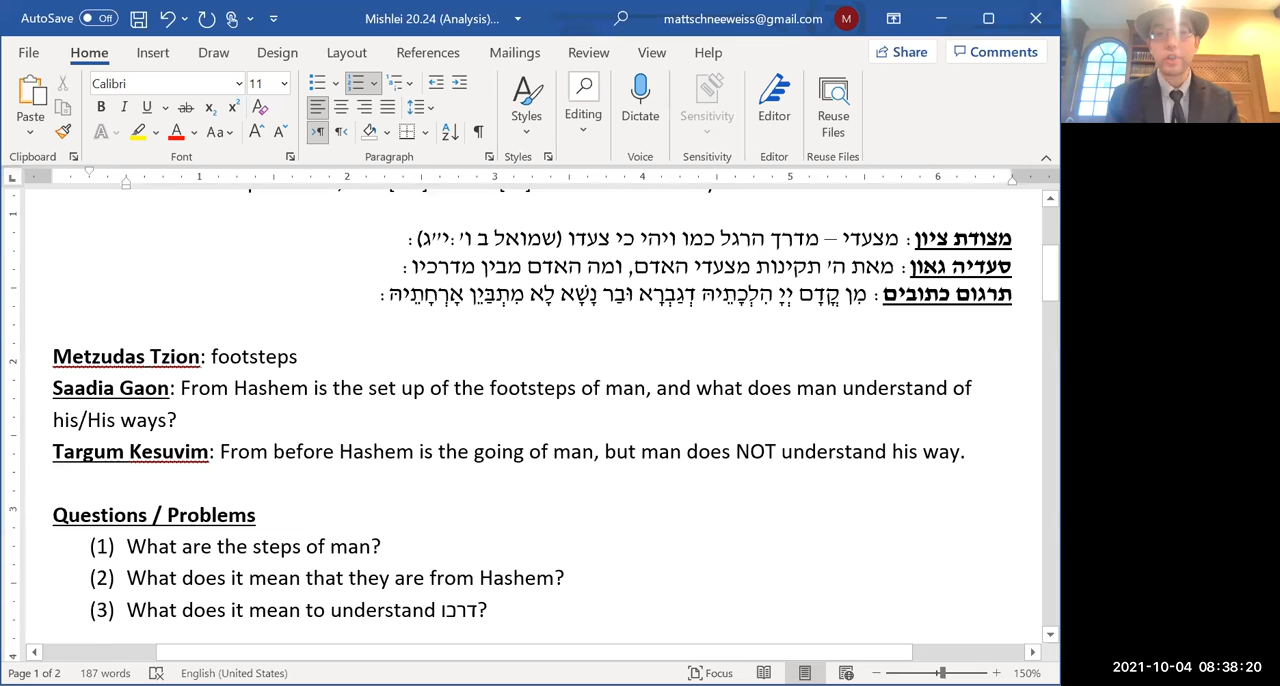 AutoSave Off Mishlei 20.24 (Analysis)... mattschneeweiss@gmail.com M
File Home Insert Draw Design Layout References Mailings Review View Help Share Comments
Calibri 11
Paste Styles Editing Dictate Sensitivity Editor Reuse Files
Clipboard Font Paragraph Styles Voice Sensitivity Editor Reuse Files
1 2 3 4 5 6
מצודת ציון: מצעדי – מדרך הרגל כמו ויהי כי צעדו (שמואל ב ו':י"ג):
סעדיה גאון: מאת ה' תקינות מצעדי האדם, ומה האדם מבין מדרכיו:
תרגום כתובים: מִן קֳדָם יְיָ הִלְכָתֵיהּ דְגַבְרָא וּבַר נָשָׁא לָא מִתְבַּיֵן אָרְחָתֵיהּ:
Metzudas Tzion: footsteps
Saadia Gaon: From Hashem is the set up of the footsteps of man, and what does man understand of
his/His ways?
Targum Kesuvim: From before Hashem is the going of man, but man does NOT understand his way.
Questions / Problems
(1) What are the steps of man?
(2) What does it mean that they are from Hashem?
(3) What does it mean to understand דרכו?
Page 1 of 2 187 words English (United States) Focus 150%
2021-10-04 08:38:20